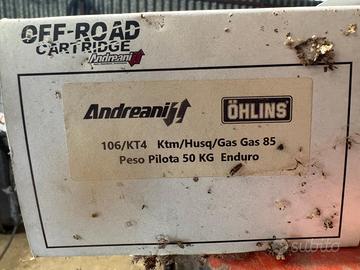 OFF-ROAD
CARTRIDGE
Andreani
Andreani
ÖHLINS
106/KT4 Ktm/Husq/Gas Gas 85
Peso Pilota 50 KG Enduro
subito